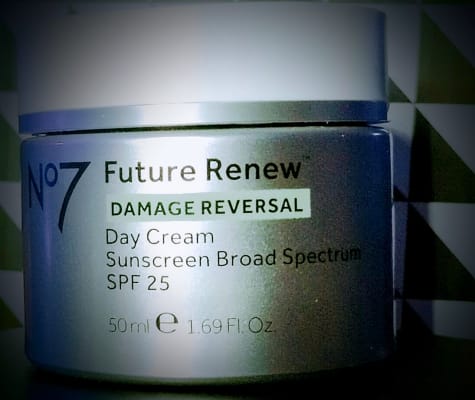 No7
Future Renew™
DAMAGE REVERSAL
Day Cream
Sunscreen Broad Spectrum
SPF 25
50ml ℮ 1.69 Fl. Oz.